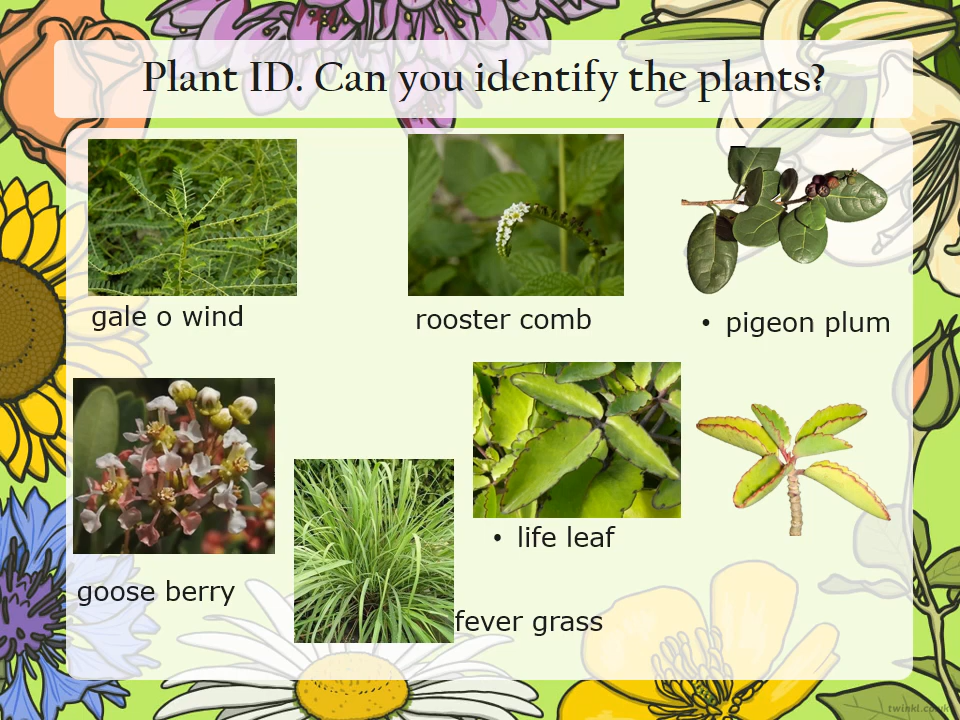 Plant ID. Can you identify the plants?
gale o wind
rooster comb
• pigeon plum
• life leaf
goose berry
fever grass